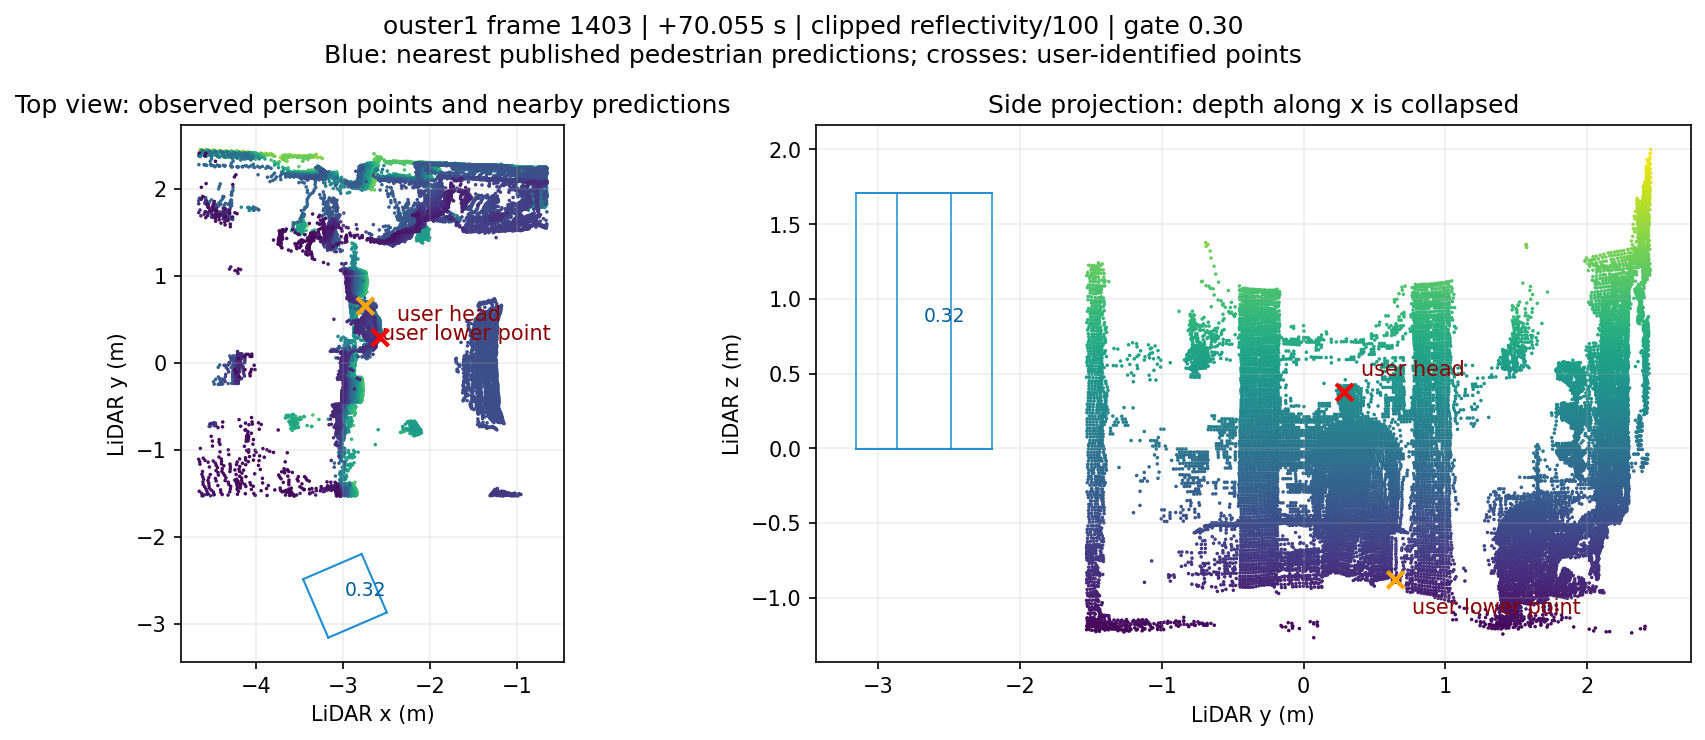 ouster1 frame 1403 | +70.055 s | clipped reflectivity/100 | gate 0.30
Blue: nearest published pedestrian predictions; crosses: user-identified points
Top view: observed person points and nearby predictions
LiDAR y (m)
2
1
0
−1
−2
−3
user head
user lower point
0.32
−4
−3
−2
−1
LiDAR x (m)
Side projection: depth along x is collapsed
LiDAR z (m)
2.0
1.5
1.0
0.5
0.0
−0.5
−1.0
0.32
user head
user lower point
−3
−2
−1
0
1
2
LiDAR y (m)